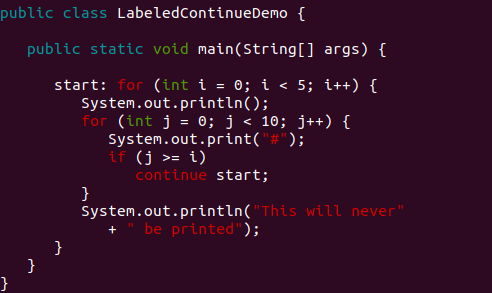 public class LabeledContinueDemo {
public static void main(String[] args) {
start: for (int i = 0; i < 5; i++) {
System.out.println();
for (int j = 0; j < 10; j++) {
System.out.print("#");
if (j >= i)
continue start;
}
System.out.println("This will never"
+ " be printed");
}
}
}